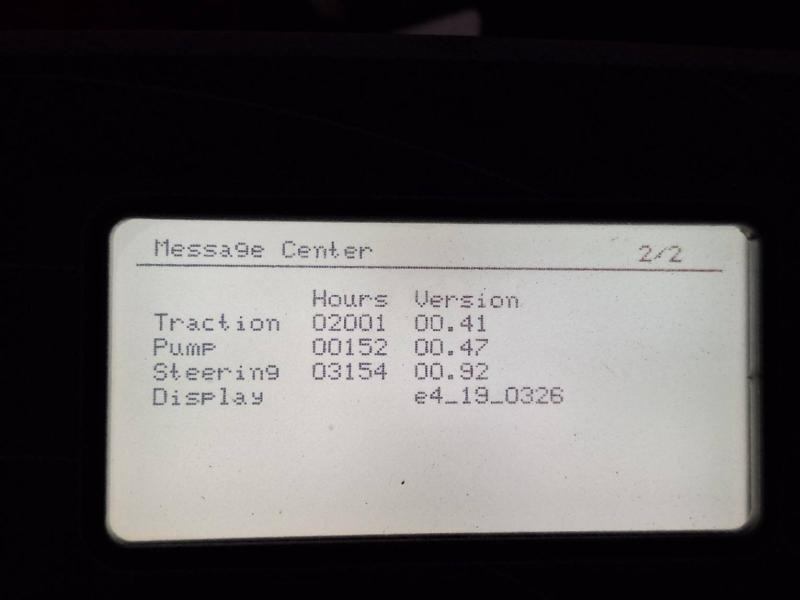 Message Center 2/2
Hours Version
Traction 02001 00.41
Pump 00152 00.47
Steering 03154 00.92
Display e4_19_0326